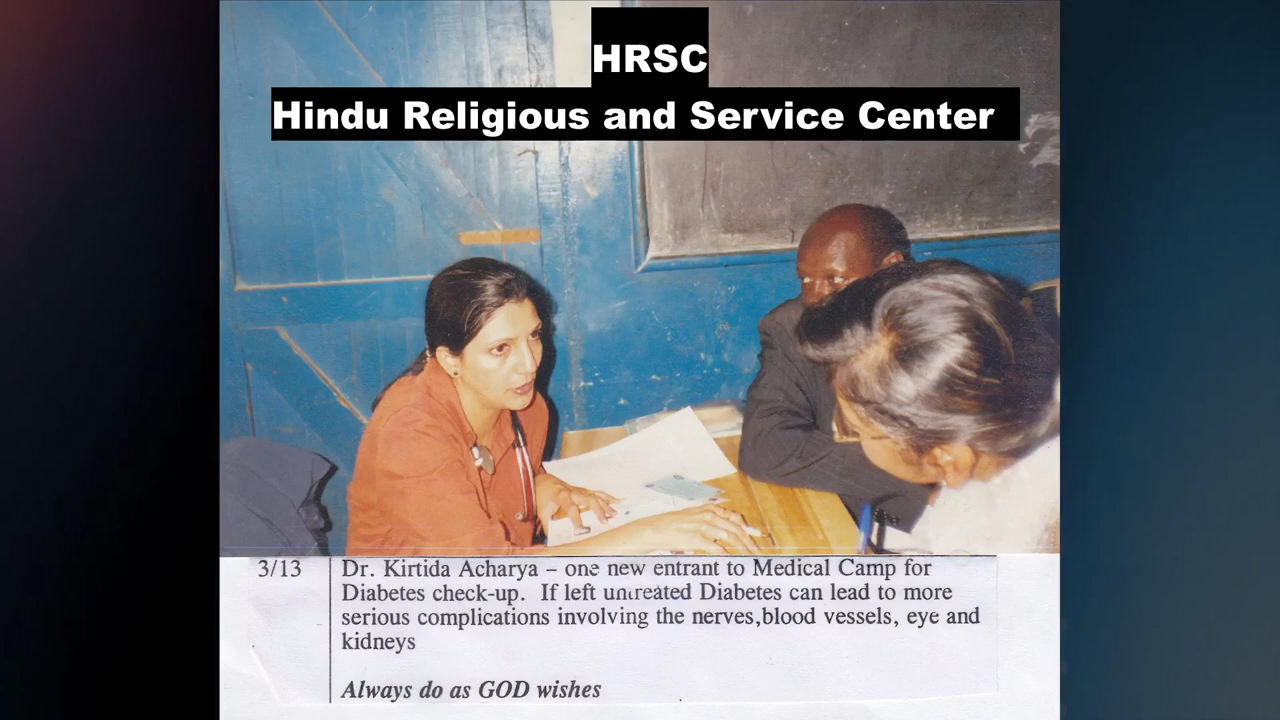 HRSC
Hindu Religious and Service Center
3/13
Dr. Kirtida Acharya – one new entrant to Medical Camp for
Diabetes check-up. If left untreated Diabetes can lead to more
serious complications involving the nerves,blood vessels, eye and
kidneys
Always do as GOD wishes